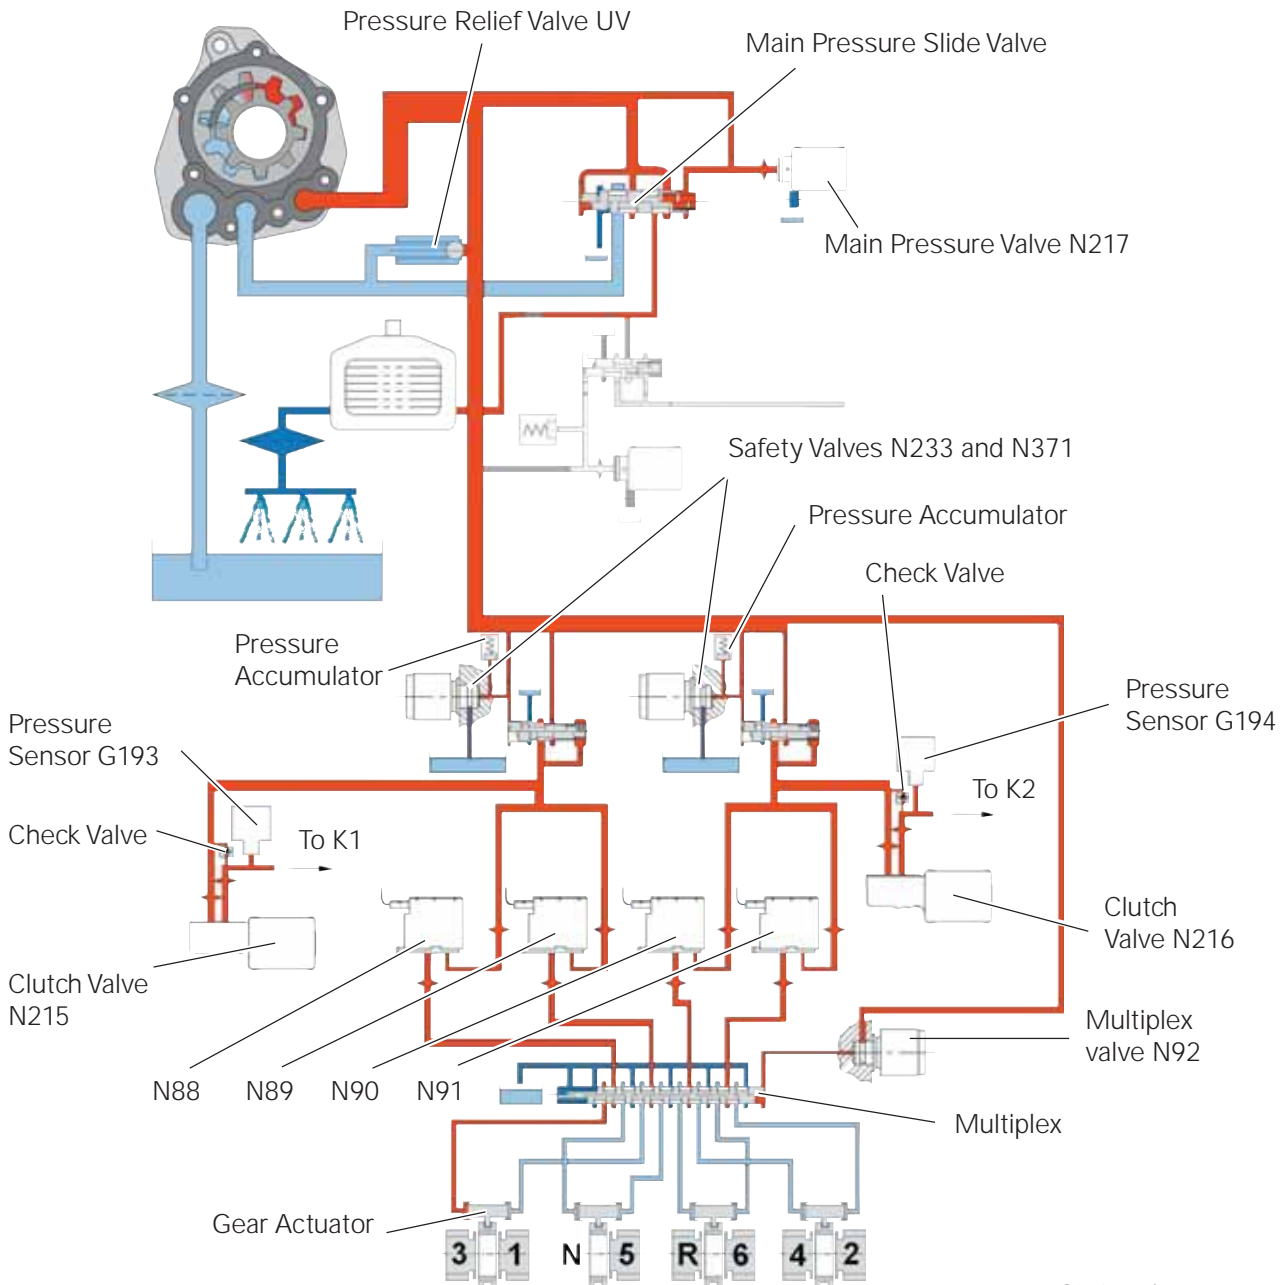 Pressure Relief Valve UV
Main Pressure Slide Valve
Main Pressure Valve N217
Safety Valves N233 and N371
Pressure Accumulator
Check Valve
Pressure
Accumulator
Pressure
Sensor G194
Pressure
Sensor G193
To K2
Check Valve
To K1
Clutch
Valve N216
Clutch Valve
N215
Multiplex
valve N92
N88
N89
N90
N91
Multiplex
Gear Actuator
3 1 N 5 R 6 4 2